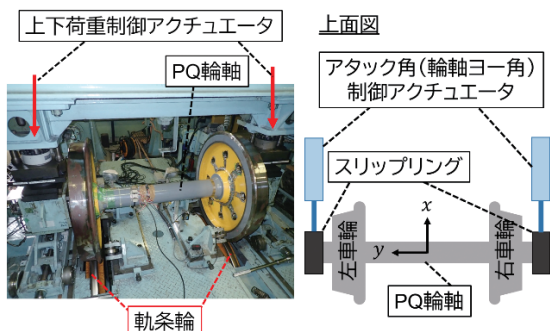 上下荷重制御アクチュエータ
PQ輪軸
軌条輪
上面図
アタック角(輪軸ヨー角)
制御アクチュエータ
スリップリング
x
y
左車輪
右車輪
PQ輪軸